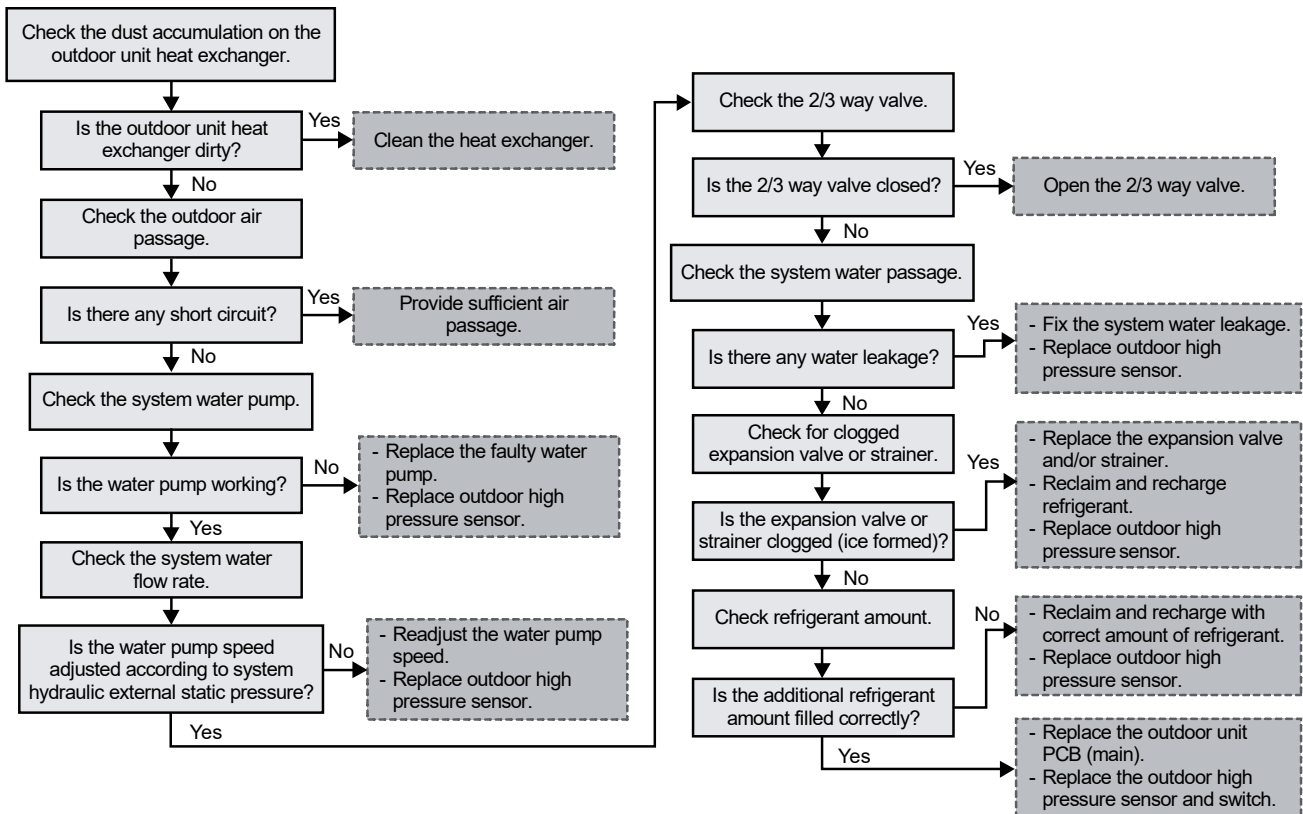 Check the dust accumulation on the
outdoor unit heat exchanger.
Is the outdoor unit heat
exchanger dirty?
Yes
Clean the heat exchanger.
No
Check the outdoor air
passage.
Is there any short circuit?
Yes
Provide sufficient air
passage.
No
Check the system water pump.
Is the water pump working?
No
- Replace the faulty water
pump.
- Replace outdoor high
pressure sensor.
Yes
Check the system water
flow rate.
Is the water pump speed
adjusted according to system
hydraulic external static pressure?
No
- Readjust the water pump
speed.
- Replace outdoor high
pressure sensor.
Yes
Check the 2/3 way valve.
Is the 2/3 way valve closed?
Yes
Open the 2/3 way valve.
No
Check the system water passage.
Is there any water leakage?
Yes
- Fix the system water leakage.
- Replace outdoor high
pressure sensor.
No
Check for clogged
expansion valve or strainer.
Is the expansion valve or
strainer clogged (ice formed)?
Yes
- Replace the expansion valve
and/or strainer.
- Reclaim and recharge
refrigerant.
- Replace outdoor high
pressure sensor.
No
Check refrigerant amount.
Is the additional refrigerant
amount filled correctly?
No
- Reclaim and recharge with
correct amount of refrigerant.
- Replace outdoor high
pressure sensor.
Yes
- Replace the outdoor unit
PCB (main).
- Replace the outdoor high
pressure sensor and switch.